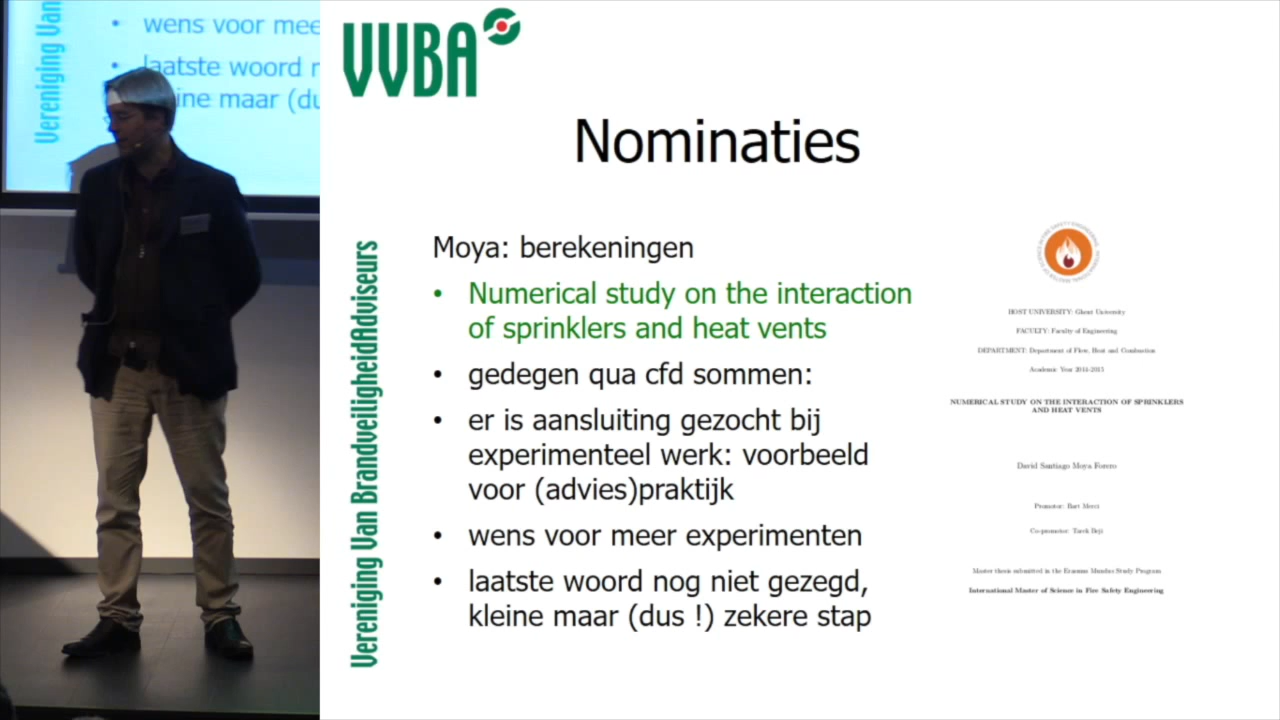 Vereniging Van
wens voor mee
laatste woord n
eine maar (du
VVBA
Nominaties
Vereniging Van BrandveiligheidAdviseurs
Moya: berekeningen
• Numerical study on the interaction
of sprinklers and heat vents
• gedegen qua cfd sommen:
• er is aansluiting gezocht bij
experimenteel werk: voorbeeld
voor (advies)praktijk
• wens voor meer experimenten
• laatste woord nog niet gezegd,
kleine maar (dus !) zekere stap
HOST UNIVERSITY: Ghent University
FACULTY: Faculty of Engineering
DEPARTMENT: Department of Flow, Heat and Combustion
Academic Year 2014-2015
NUMERICAL STUDY ON THE INTERACTION OF SPRINKLERS
AND HEAT VENTS
David Santiago Moya Forero
Promotor: Bart Merci
Co-promotor: Tarek Beji
Master thesis submitted in the Erasmus Mundus Study Program
International Master of Science in Fire Safety Engineering